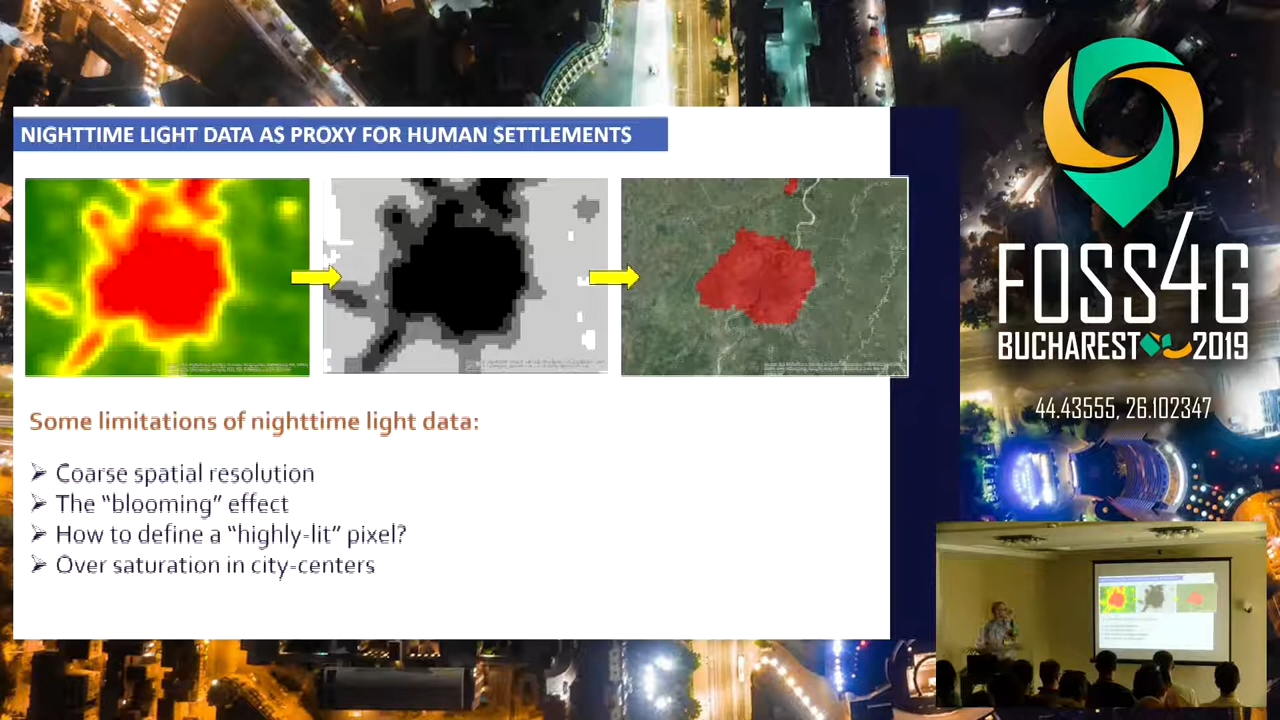 NIGHTTIME LIGHT DATA AS PROXY FOR HUMAN SETTLEMENTS
Some limitations of nighttime light data:
➢ Coarse spatial resolution
➢ The “blooming” effect
➢ How to define a “highly-lit” pixel?
➢ Over saturation in city-centers
FOSS4G
BUCHAREST 2019
44.43555, 26.102347